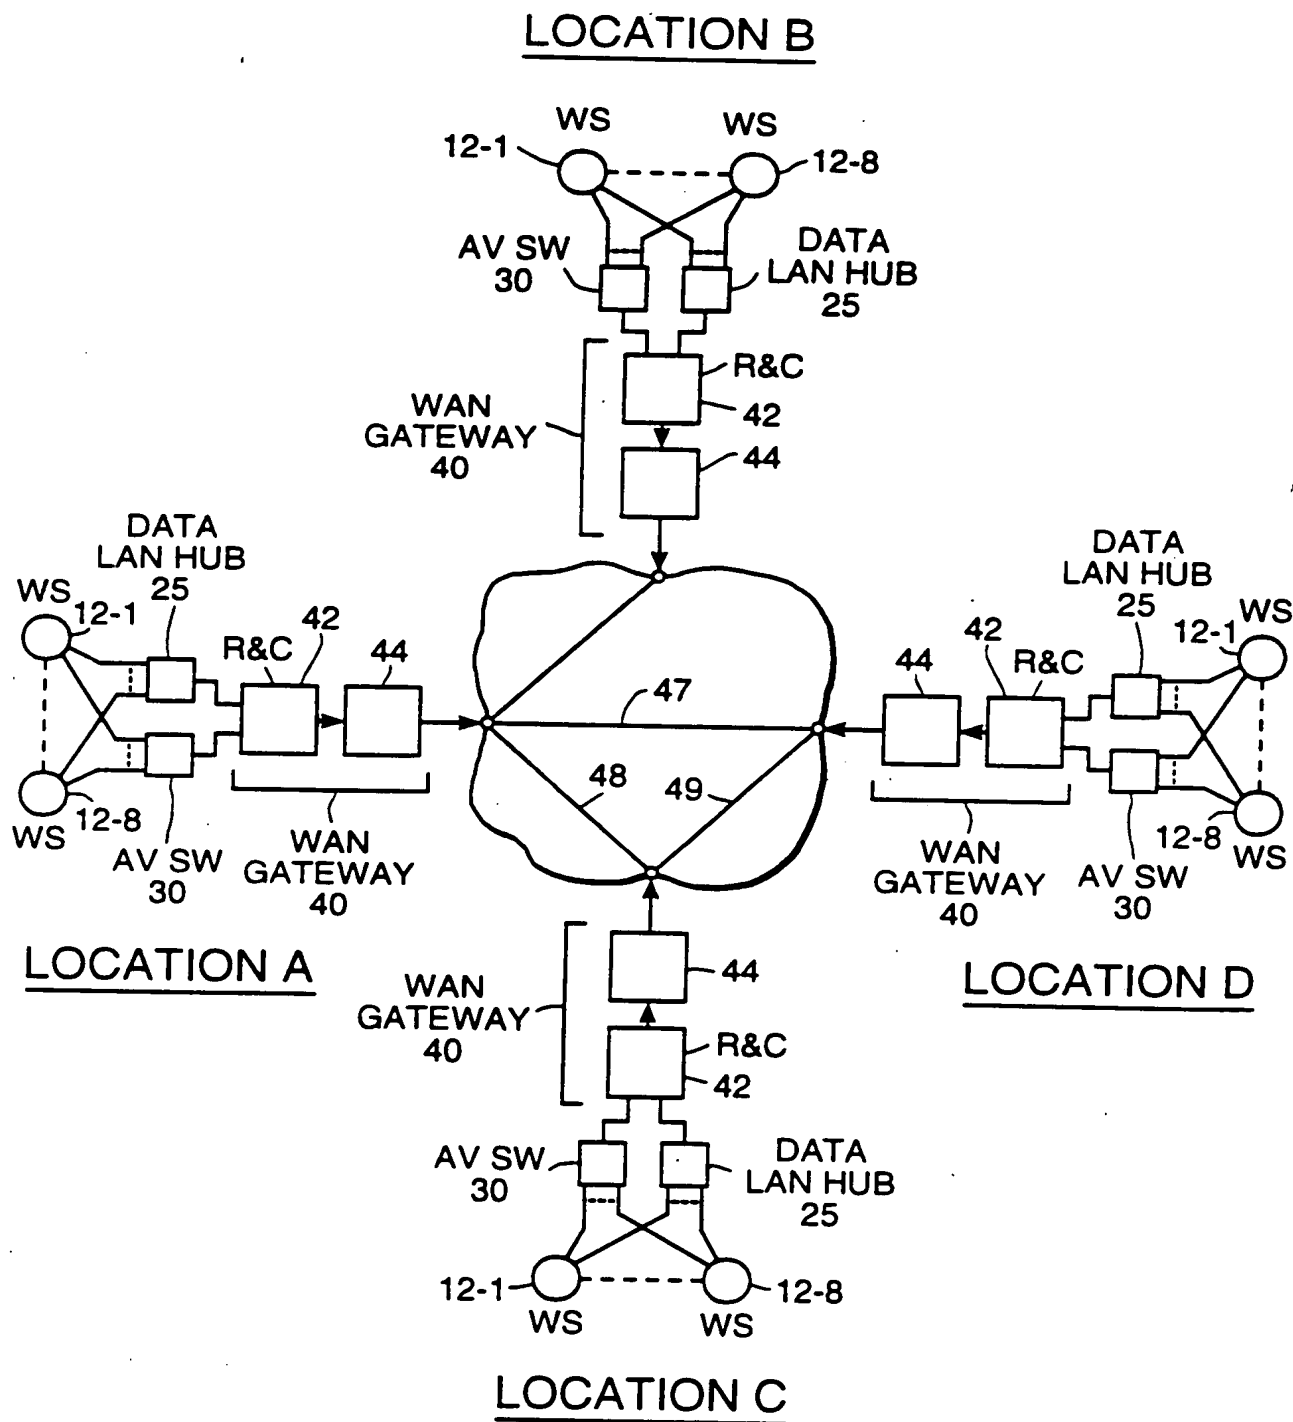 LOCATION B
WS
WS
12-1
12-8
AV SW
30
DATA
LAN HUB
25
R&C
42
WAN
GATEWAY
40
44
DATA
LAN HUB
25
WS
12-1
R&C
42
44
12-8
WS
AV SW
30
WAN
GATEWAY
40
LOCATION A
47
48
49
DATA
LAN HUB
25
WS
12-1
42
R&C
44
12-8
WS
AV SW
30
WAN
GATEWAY
40
LOCATION D
WAN
GATEWAY
40
44
R&C
42
AV SW
30
DATA
LAN HUB
25
12-1
12-8
WS
WS
LOCATION C